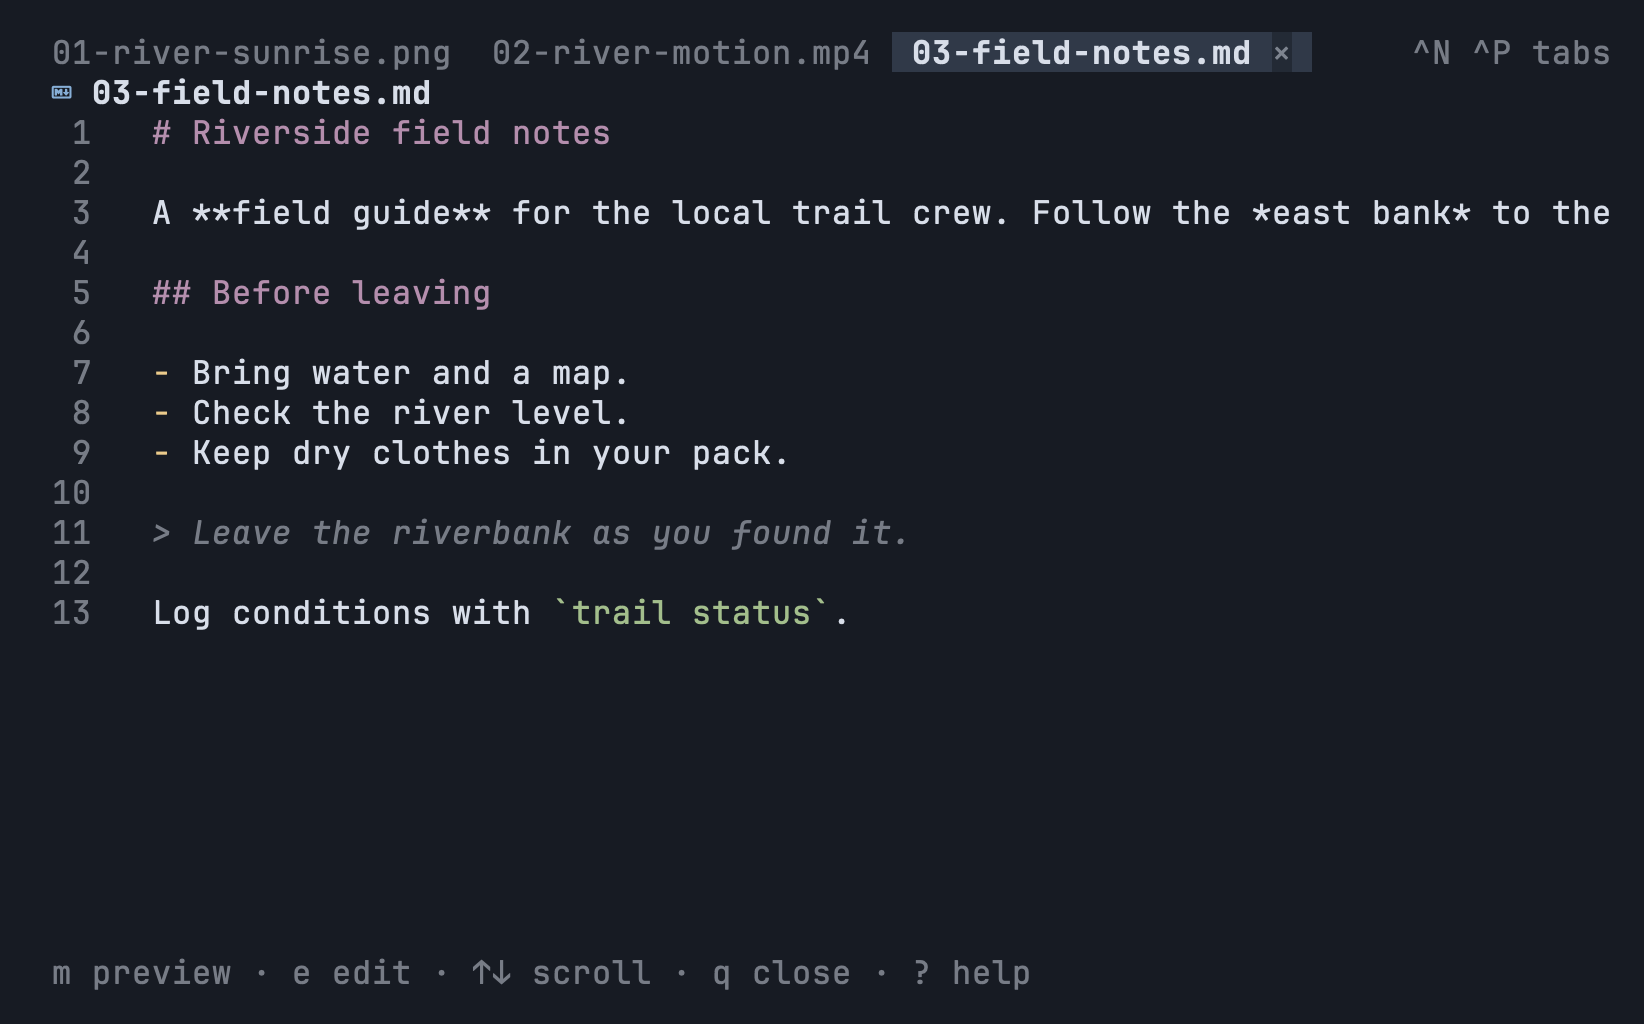 01-river-sunrise.png 02-river-motion.mp4 03-field-notes.md × ^N ^P tabs
03-field-notes.md
1 # Riverside field notes
2
3 A **field guide** for the local trail crew. Follow the *east bank* to the
4
5 ## Before leaving
6
7 - Bring water and a map.
8 - Check the river level.
9 - Keep dry clothes in your pack.
10
11 > Leave the riverbank as you found it.
12
13 Log conditions with `trail status`.
m preview · e edit · ↑↓ scroll · q close · ? help